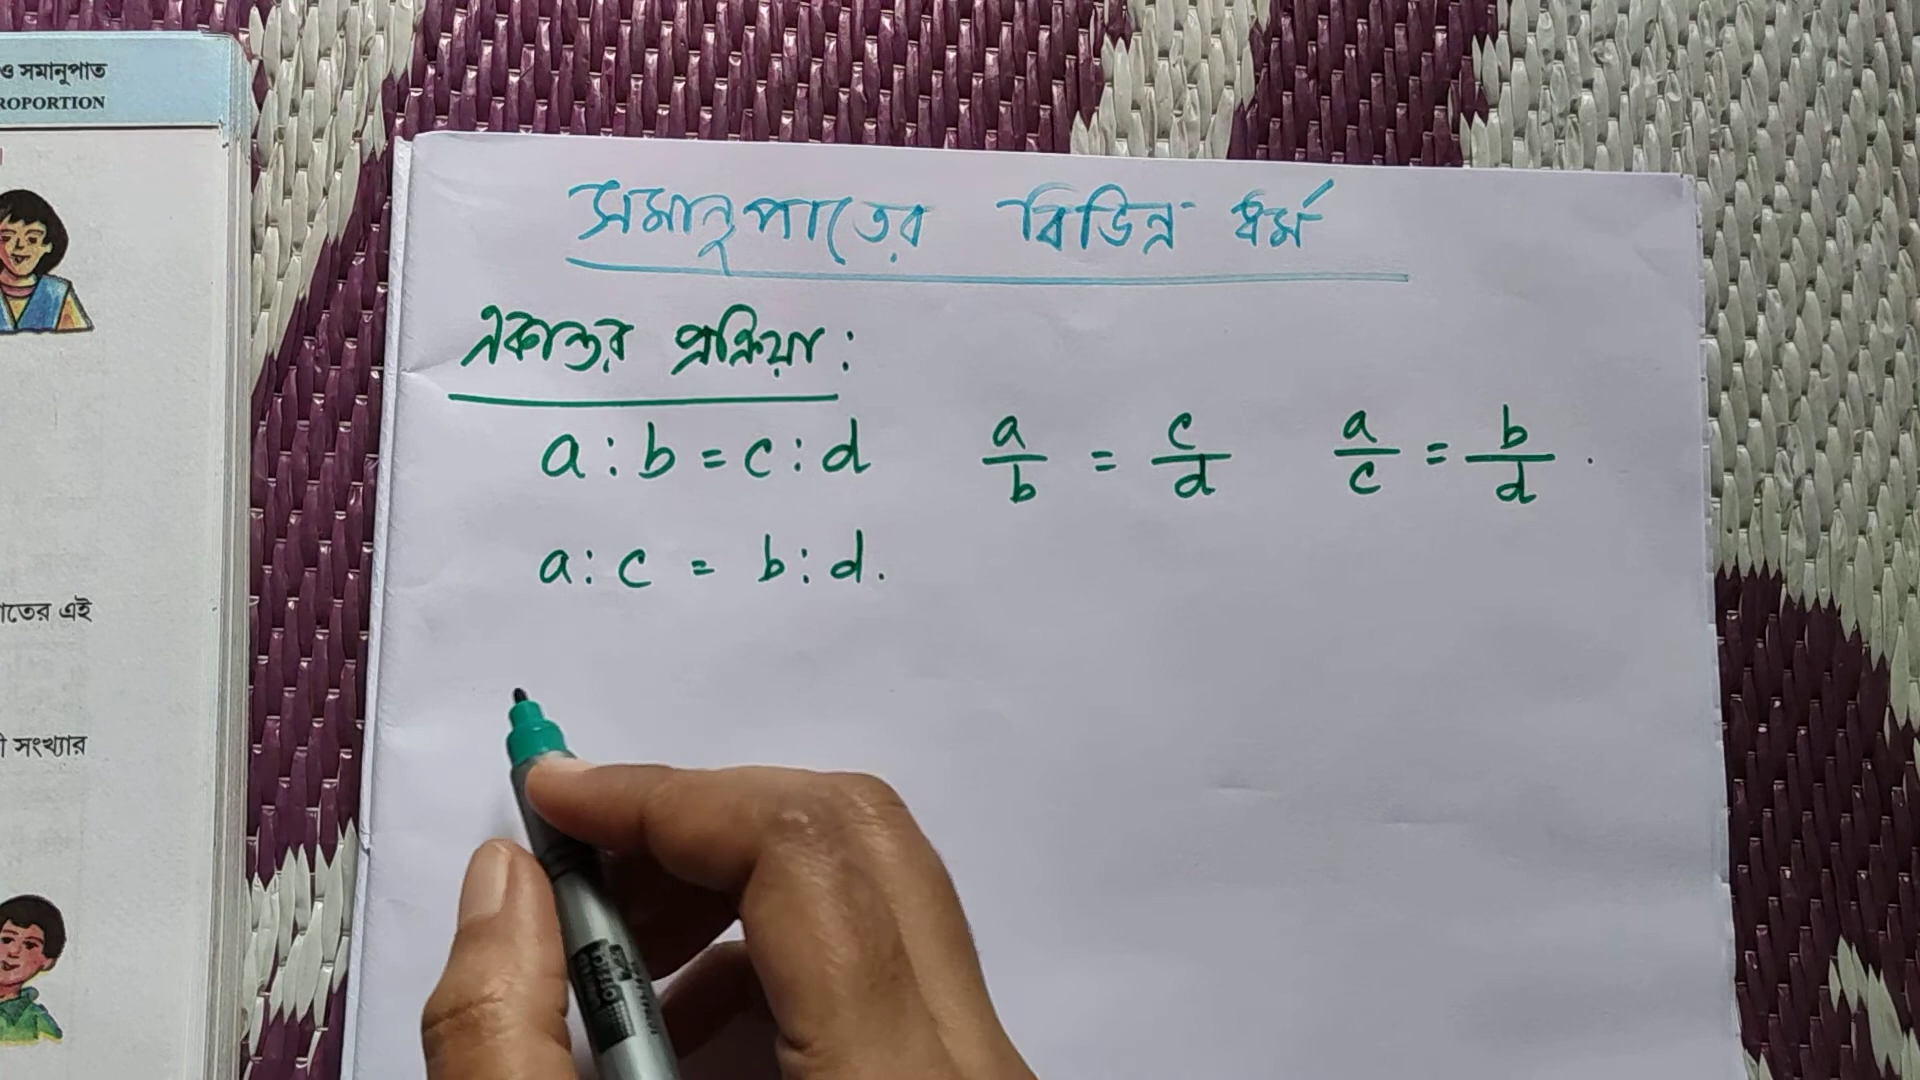 ও সমানুপাত
ROPORTION
াতের এই
ী সংখ্যার
সমানুপাতের বিভিন্ন ধর্ম
একান্তর প্রক্রিয়া :
a : b = c : d a/b = c/d a/c = b/d .
a : c = b : d.